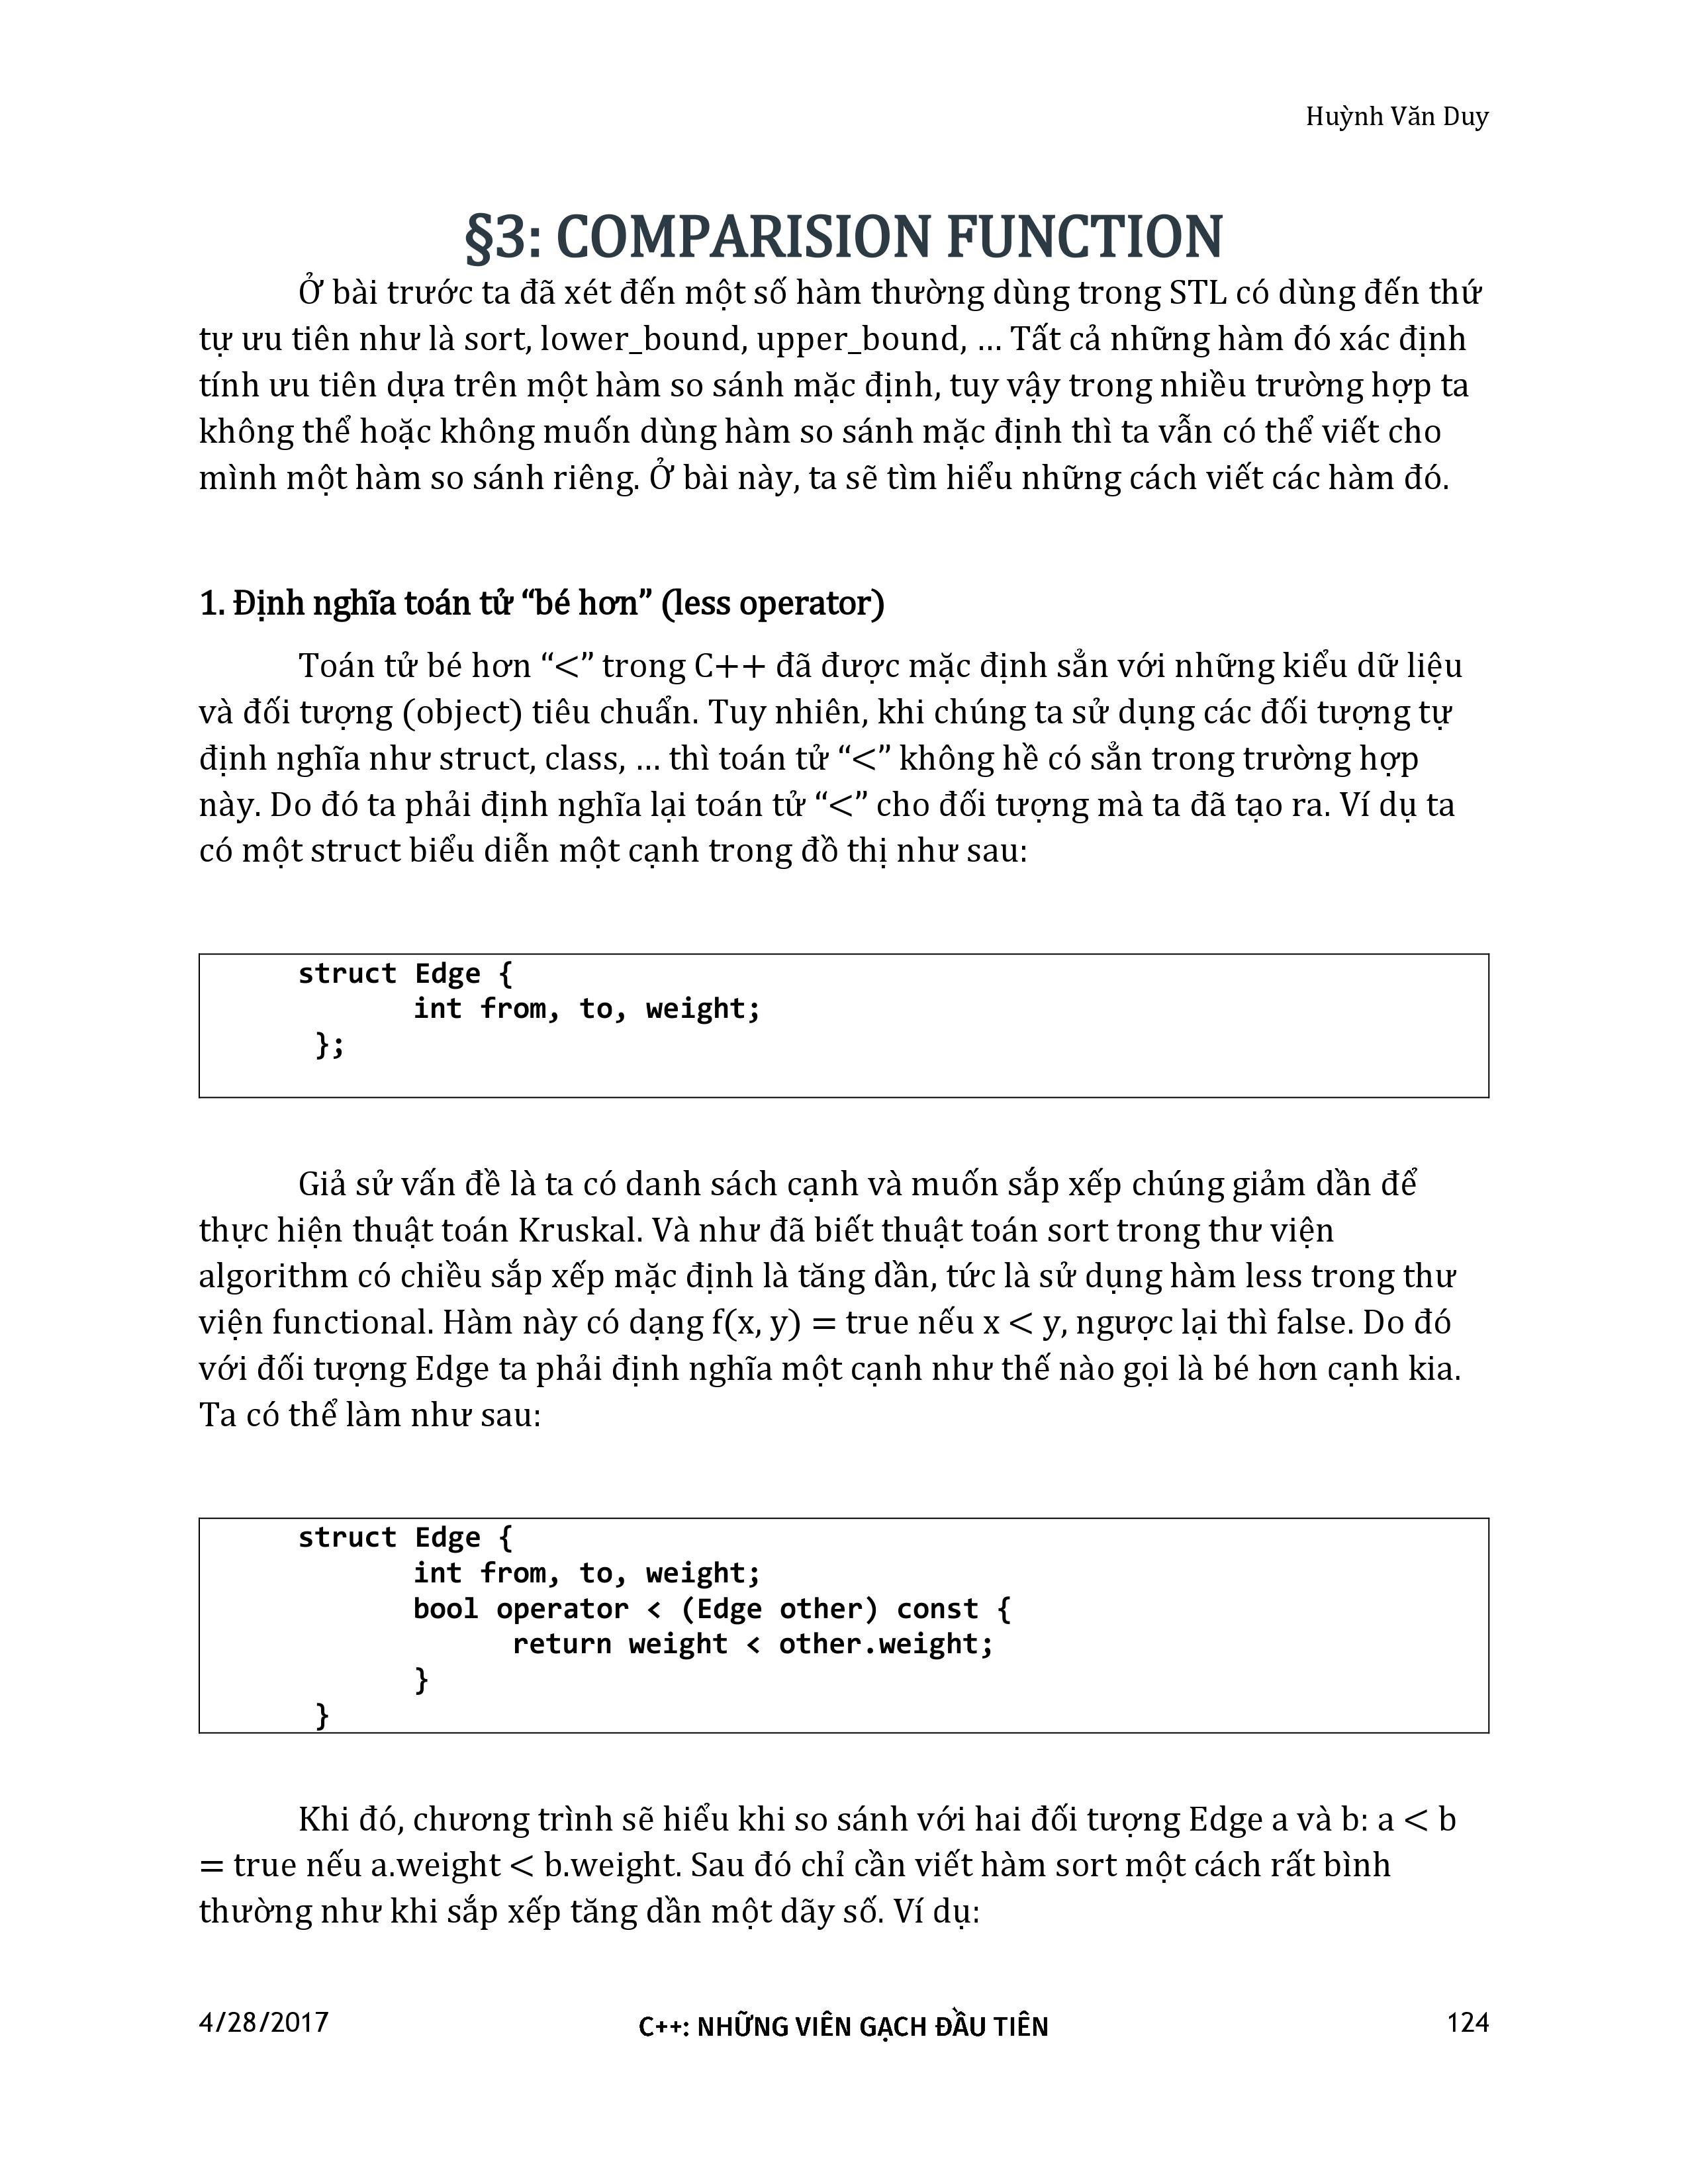 Huỳnh Văn Duy
§3: COMPARISION FUNCTION
Ở bài trước ta đã xét đến một số hàm thường dùng trong STL có dùng đến thứ
tự ưu tiên như là sort, lower_bound, upper_bound, ... Tất cả những hàm đó xác định
tính ưu tiên dựa trên một hàm so sánh mặc định, tuy vậy trong nhiều trường hợp ta
không thể hoặc không muốn dùng hàm so sánh mặc định thì ta vẫn có thể viết cho
mình một hàm so sánh riêng. Ở bài này, ta sẽ tìm hiểu những cách viết các hàm đó.
1. Định nghĩa toán tử “bé hơn” (less operator)
Toán tử bé hơn “<” trong C++ đã được mặc định sẳn với những kiểu dữ liệu
và đối tượng (object) tiêu chuẩn. Tuy nhiên, khi chúng ta sử dụng các đối tượng tự
định nghĩa như struct, class, ... thì toán tử “<” không hề có sẳn trong trường hợp
này. Do đó ta phải định nghĩa lại toán tử “<” cho đối tượng mà ta đã tạo ra. Ví dụ ta
có một struct biểu diễn một cạnh trong đồ thị như sau:
struct Edge {
int from, to, weight;
};
Giả sử vấn đề là ta có danh sách cạnh và muốn sắp xếp chúng giảm dần để
thực hiện thuật toán Kruskal. Và như đã biết thuật toán sort trong thư viện
algorithm có chiều sắp xếp mặc định là tăng dần, tức là sử dụng hàm less trong thư
viện functional. Hàm này có dạng f(x, y) = true nếu x < y, ngược lại thì false. Do đó
với đối tượng Edge ta phải định nghĩa một cạnh như thế nào gọi là bé hơn cạnh kia.
Ta có thể làm như sau:
struct Edge {
int from, to, weight;
bool operator < (Edge other) const {
return weight < other.weight;
}
}
Khi đó, chương trình sẽ hiểu khi so sánh với hai đối tượng Edge a và b: a < b
= true nếu a.weight < b.weight. Sau đó chỉ cần viết hàm sort một cách rất bình
thường như khi sắp xếp tăng dần một dãy số. Ví dụ:
4/28/2017 C++: NHỮNG VIÊN GẠCH ĐẦU TIÊN 124